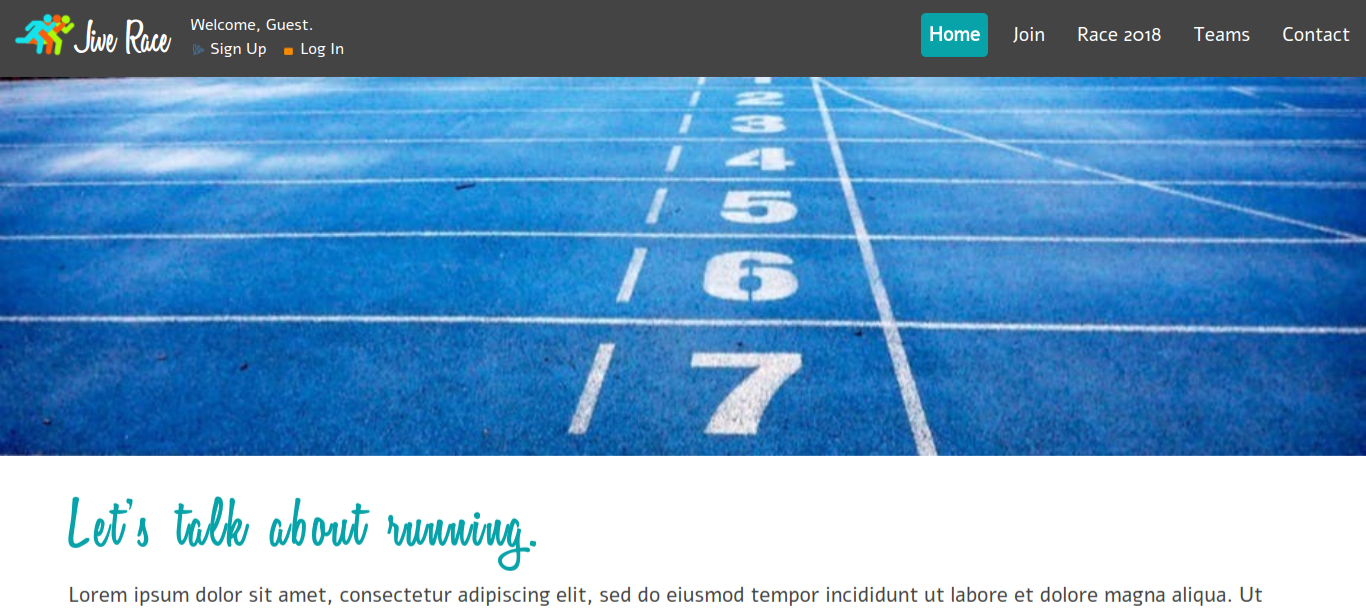 Jive Race
Welcome, Guest.
Sign Up Log In
Home Join Race 2018 Teams Contact
2
3
4
5
6
7
Let's talk about running.
Lorem ipsum dolor sit amet, consectetur adipiscing elit, sed do eiusmod tempor incididunt ut labore et dolore magna aliqua. Ut